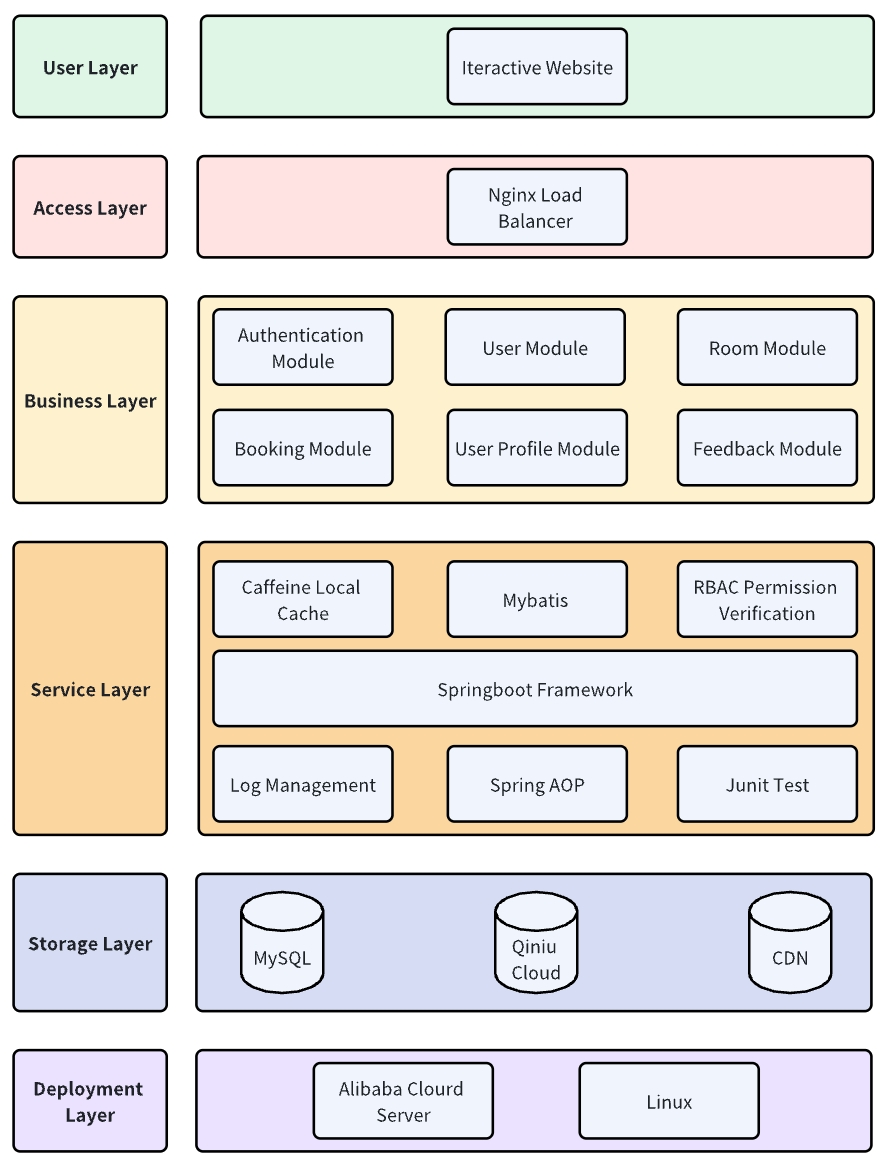 User Layer
Iteractive Website
Access Layer
Nginx Load
Balancer
Business Layer
Authentication
Module
User Module
Room Module
Booking Module
User Profile Module
Feedback Module
Service Layer
Caffeine Local
Cache
Mybatis
RBAC Permission
Verification
Springboot Framework
Log Management
Spring AOP
Junit Test
Storage Layer
MySQL
Qiniu
Cloud
CDN
Deployment
Layer
Alibaba Clourd
Server
Linux